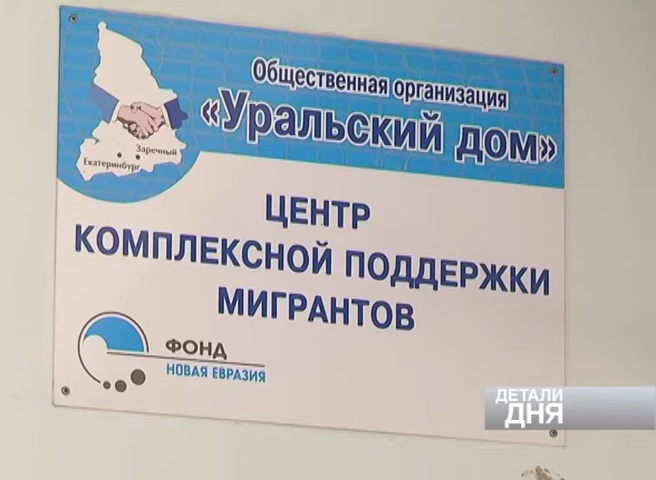 Общественная организация
«Уральский дом»
Заречный
Екатеринбург
ЦЕНТР
КОМПЛЕКСНОЙ ПОДДЕРЖКИ
МИГРАНТОВ
ФОНД
НОВАЯ ЕВРАЗИЯ
ДЕТАЛИ
ДНЯ